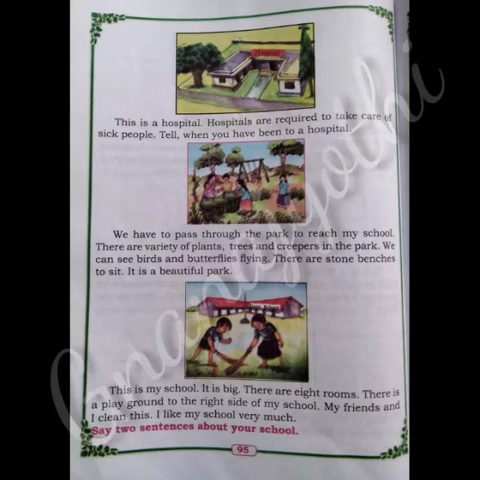 Hospital
This is a hospital. Hospitals are required to take care of
sick people. Tell, when you have been to a hospital.
We have to pass through the park to reach my school.
There are variety of plants, trees and creepers in the park. We
can see birds and butterflies flying. There are stone benches
to sit. It is a beautiful park.
This is my school. It is big. There are eight rooms. There is
a play ground to the right side of my school. My friends and
I clean this. I like my school very much.
Say two sentences about your school.
95